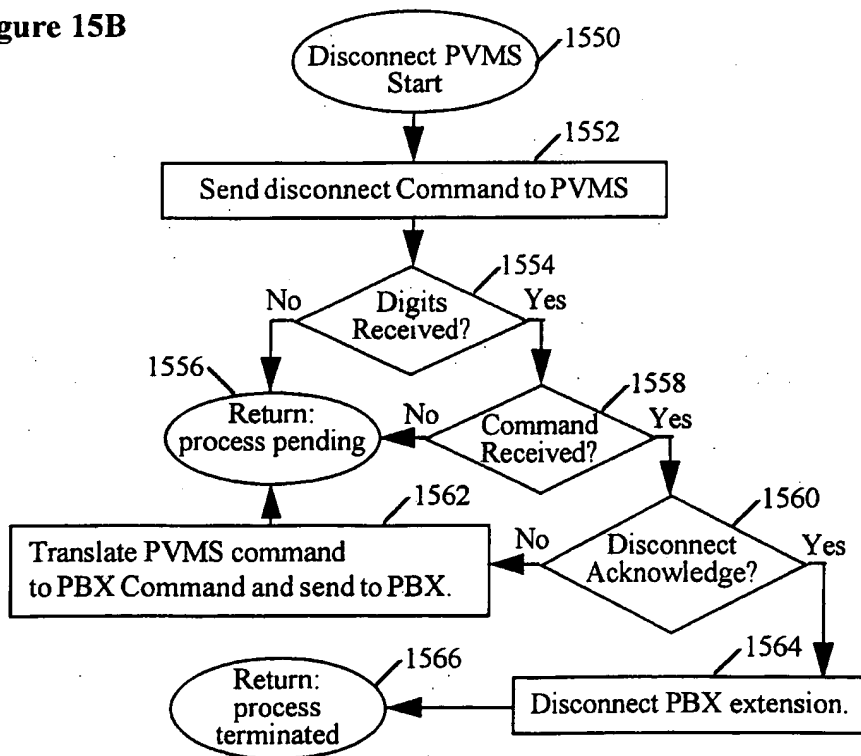 gure 15B
Disconnect PVMS
Start
1550
1552
Send disconnect Command to PVMS
1554
No
Digits
Received?
Yes
1556
Return:
process pending
1558
No
Command
Received?
Yes
1562
Translate PVMS command
to PBX Command and send to PBX.
1560
No
Disconnect
Acknowledge?
Yes
1564
Disconnect PBX extension.
1566
Return:
process
terminated